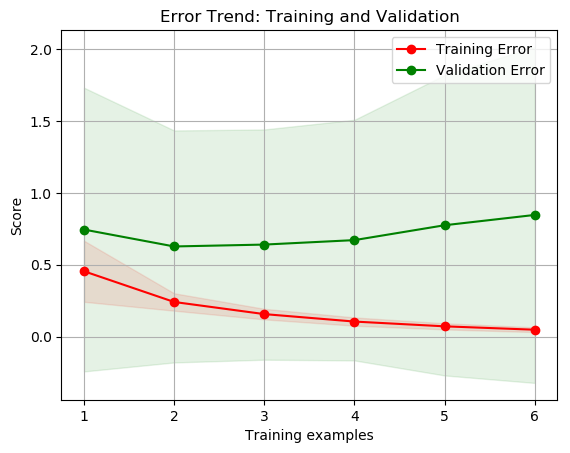 Error Trend: Training and Validation
Training Error
Validation Error
2.0
1.5
1.0
0.5
0.0
Score
1 2 3 4 5 6
Training examples